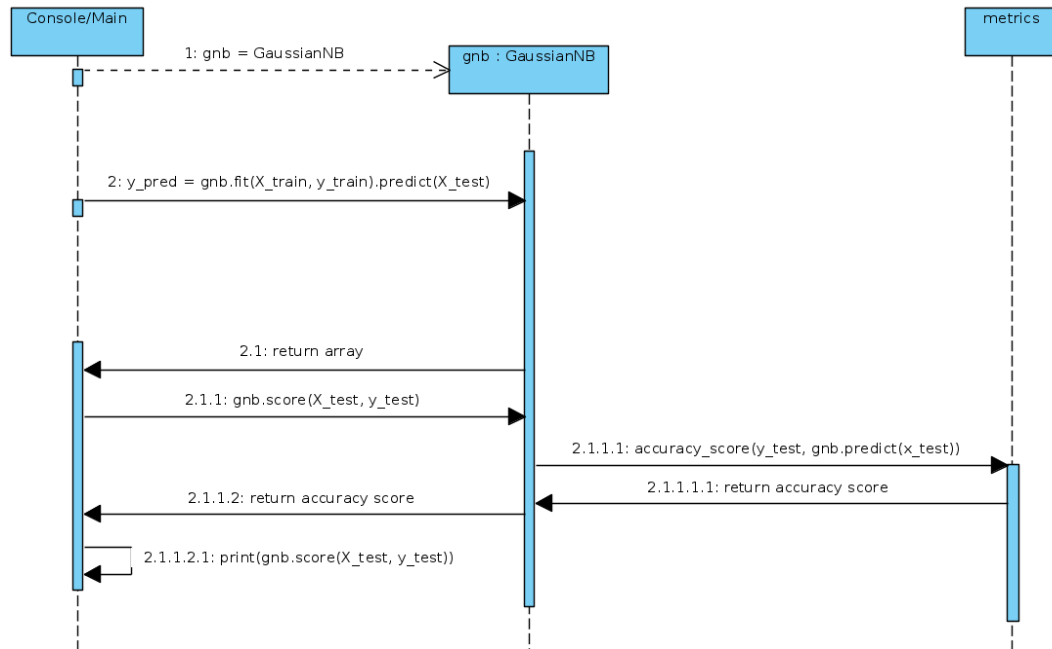 Console/Main
metrics
1: gnb = GaussianNB
gnb : GaussianNB
2: y_pred = gnb.fit(X_train, y_train).predict(X_test)
2.1: return array
2.1.1: gnb.score(X_test, y_test)
2.1.1.1: accuracy_score(y_test, gnb.predict(x_test))
2.1.1.1.1: return accuracy score
2.1.1.2: return accuracy score
2.1.1.2.1: print(gnb.score(X_test, y_test))